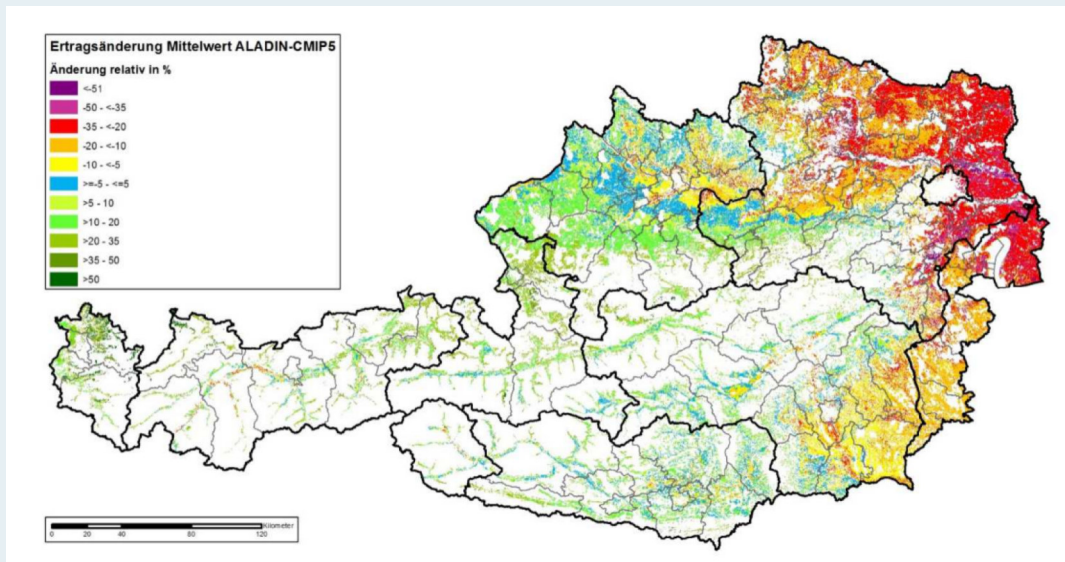 Ertragsänderung Mittelwert ALADIN-CMIP5
Änderung relativ in %
<-51
-50 - <-35
-35 - <-20
-20 - <-10
-10 - <-5
>=-5 - <=5
>5 - 10
>10 - 20
>20 - 35
>35 - 50
>50
Kilometer
0 20 40 80 120